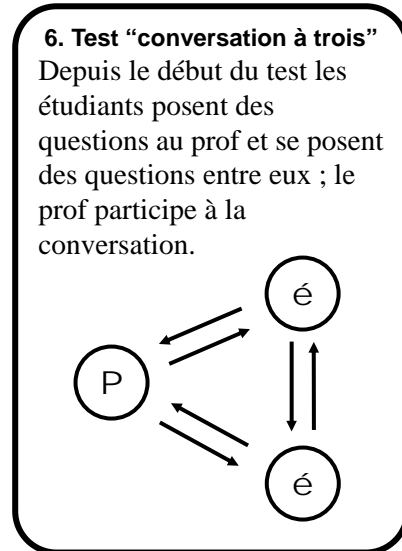 6. Test “conversation à trois”
Depuis le début du test les
étudiants posent des
questions au prof et se posent
des questions entre eux ; le
prof participe à la
conversation.
é
P
é